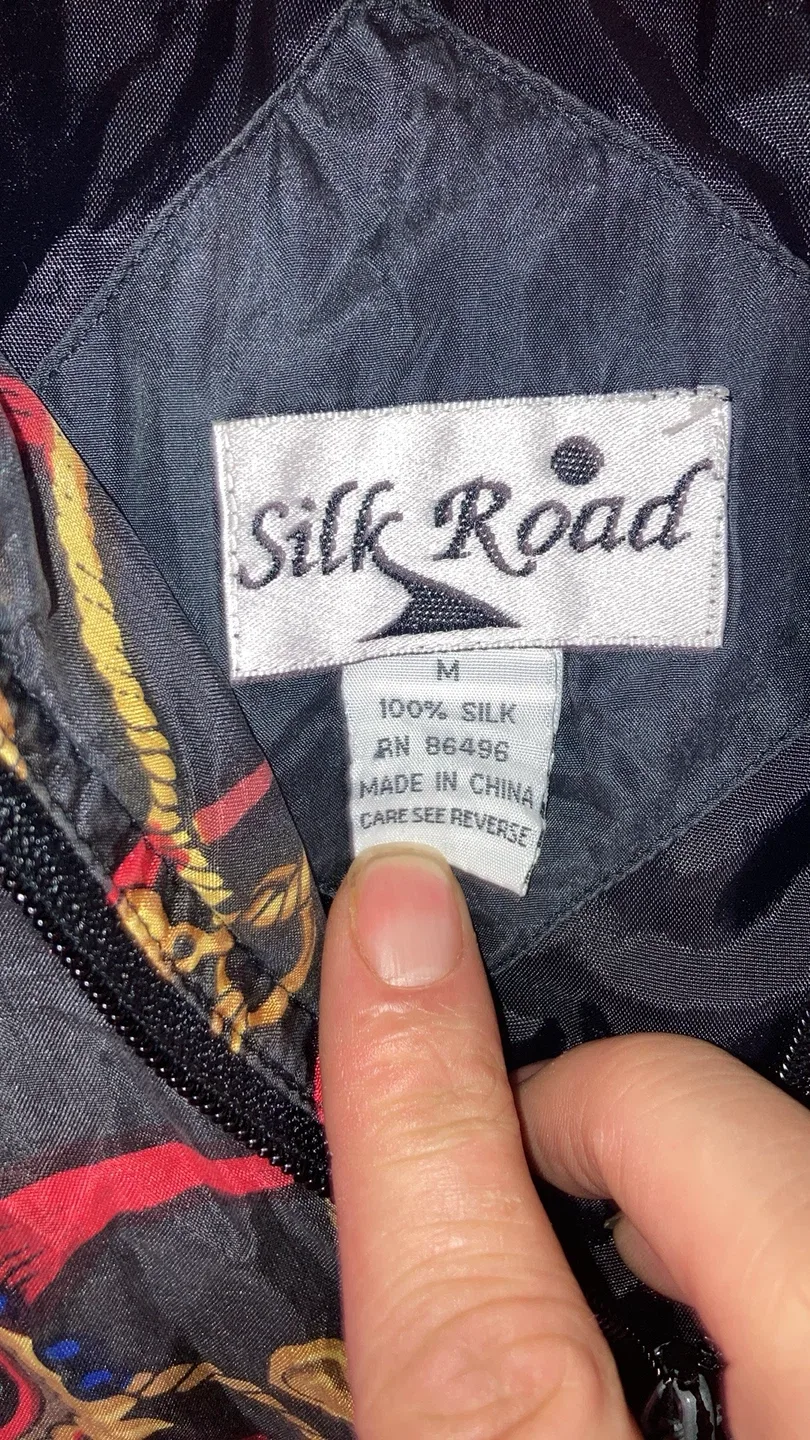 Silk Road
M
100% SILK
RN 86496
MADE IN CHINA
CARE SEE REVERSE